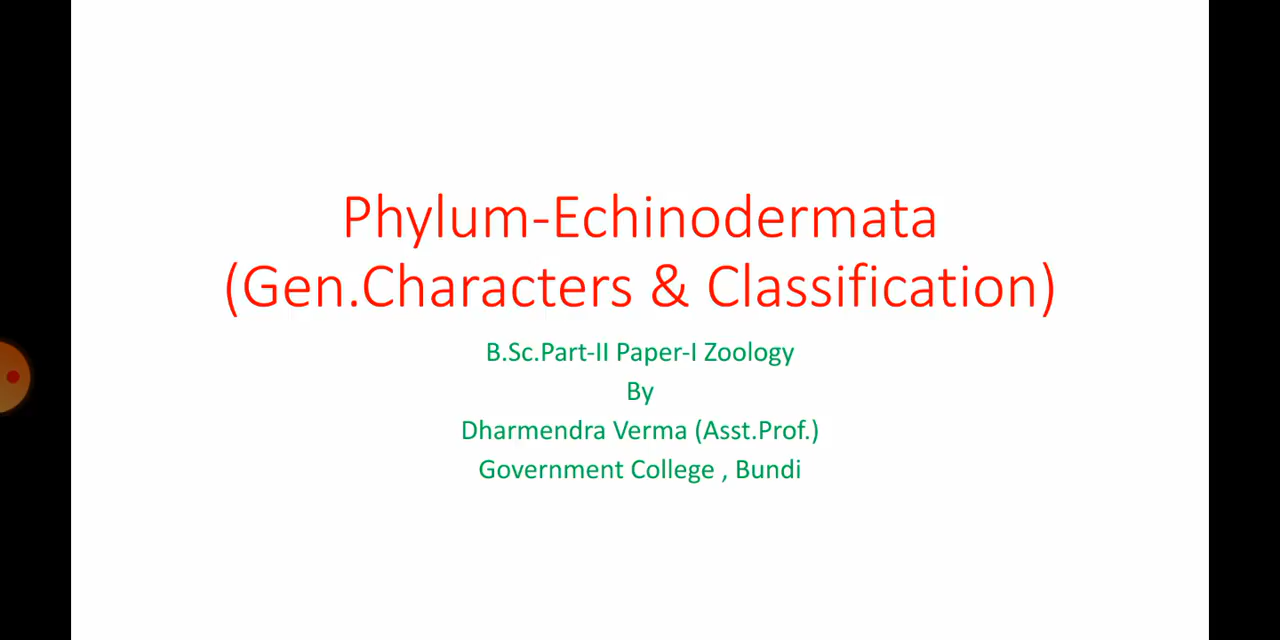 Phylum-Echinodermata
(Gen.Characters & Classification)
B.Sc.Part-II Paper-I Zoology
By
Dharmendra Verma (Asst.Prof.)
Government College , Bundi